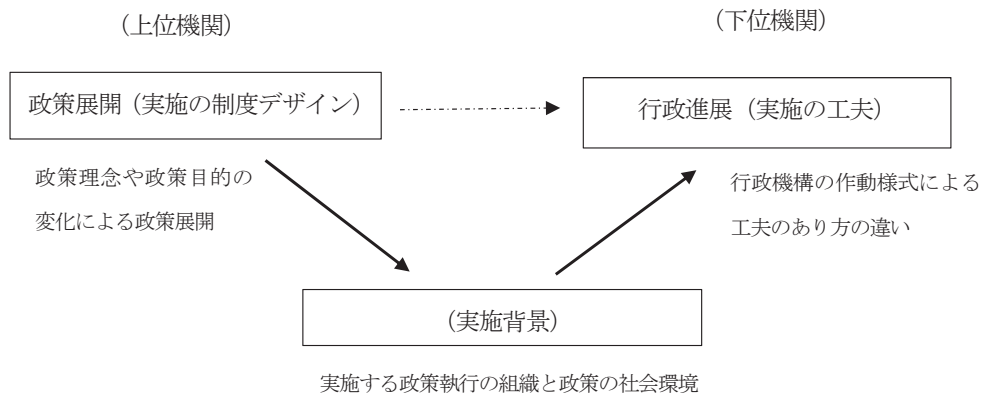 （上位機関）
（下位機関）
政策展開（実施の制度デザイン）
行政進展（実施の工夫）
政策理念や政策目的の
変化による政策展開
行政機構の作動様式による
工夫のあり方の違い
（実施背景）
実施する政策執行の組織と政策の社会環境